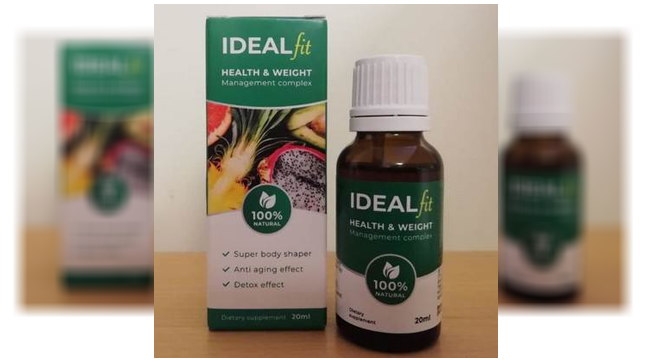 IDEALfit
HEALTH & WEIGHT
Management complex
100%
NATURAL
Super body shaper
Anti aging effect
Detox effect
Dietary supplement 20ml
IDEALfit
HEALTH & WEIGHT
Management complex
100%
NATURAL
Dietary
supplement
20ml